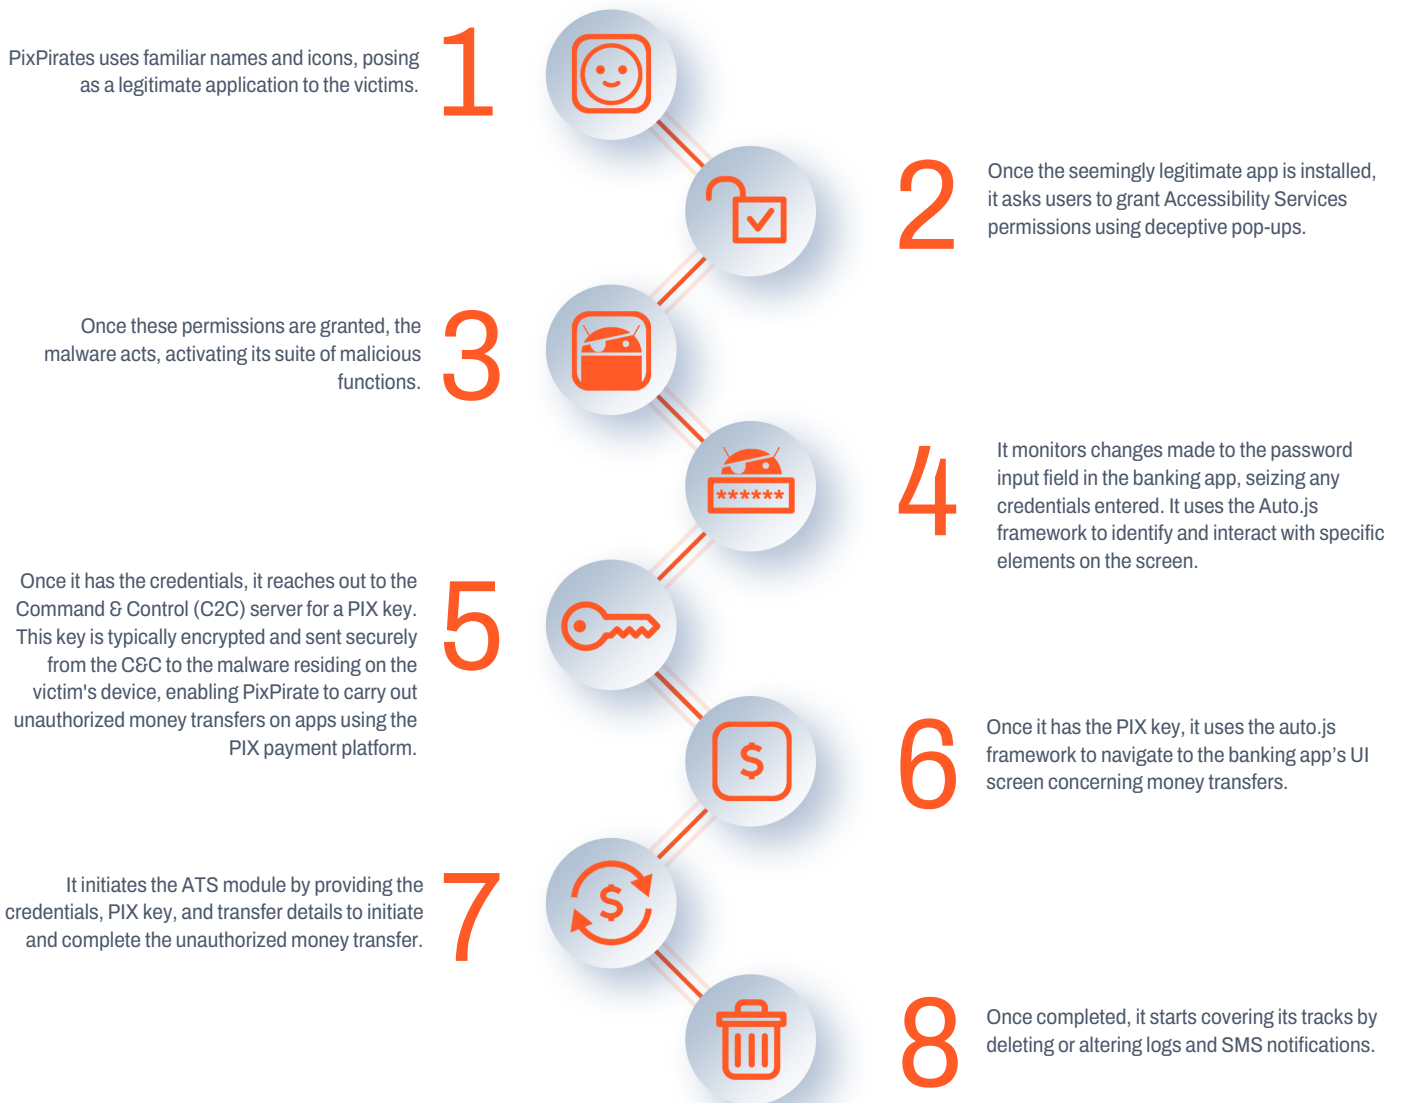 1
PixPirates uses familiar names and icons, posing
as a legitimate application to the victims.
2
Once the seemingly legitimate app is installed,
it asks users to grant Accessibility Services
permissions using deceptive pop-ups.
3
Once these permissions are granted, the
malware acts, activating its suite of malicious
functions.
4
It monitors changes made to the password
input field in the banking app, seizing any
credentials entered. It uses the Auto.js
framework to identify and interact with specific
elements on the screen.
******
5
Once it has the credentials, it reaches out to the
Command & Control (C2C) server for a PIX key.
This key is typically encrypted and sent securely
from the C&C to the malware residing on the
victim's device, enabling PixPirate to carry out
unauthorized money transfers on apps using the
PIX payment platform.
6
Once it has the PIX key, it uses the auto.js
framework to navigate to the banking app’s UI
screen concerning money transfers.
$
7
It initiates the ATS module by providing the
credentials, PIX key, and transfer details to initiate
and complete the unauthorized money transfer.
$
8
Once completed, it starts covering its tracks by
deleting or altering logs and SMS notifications.